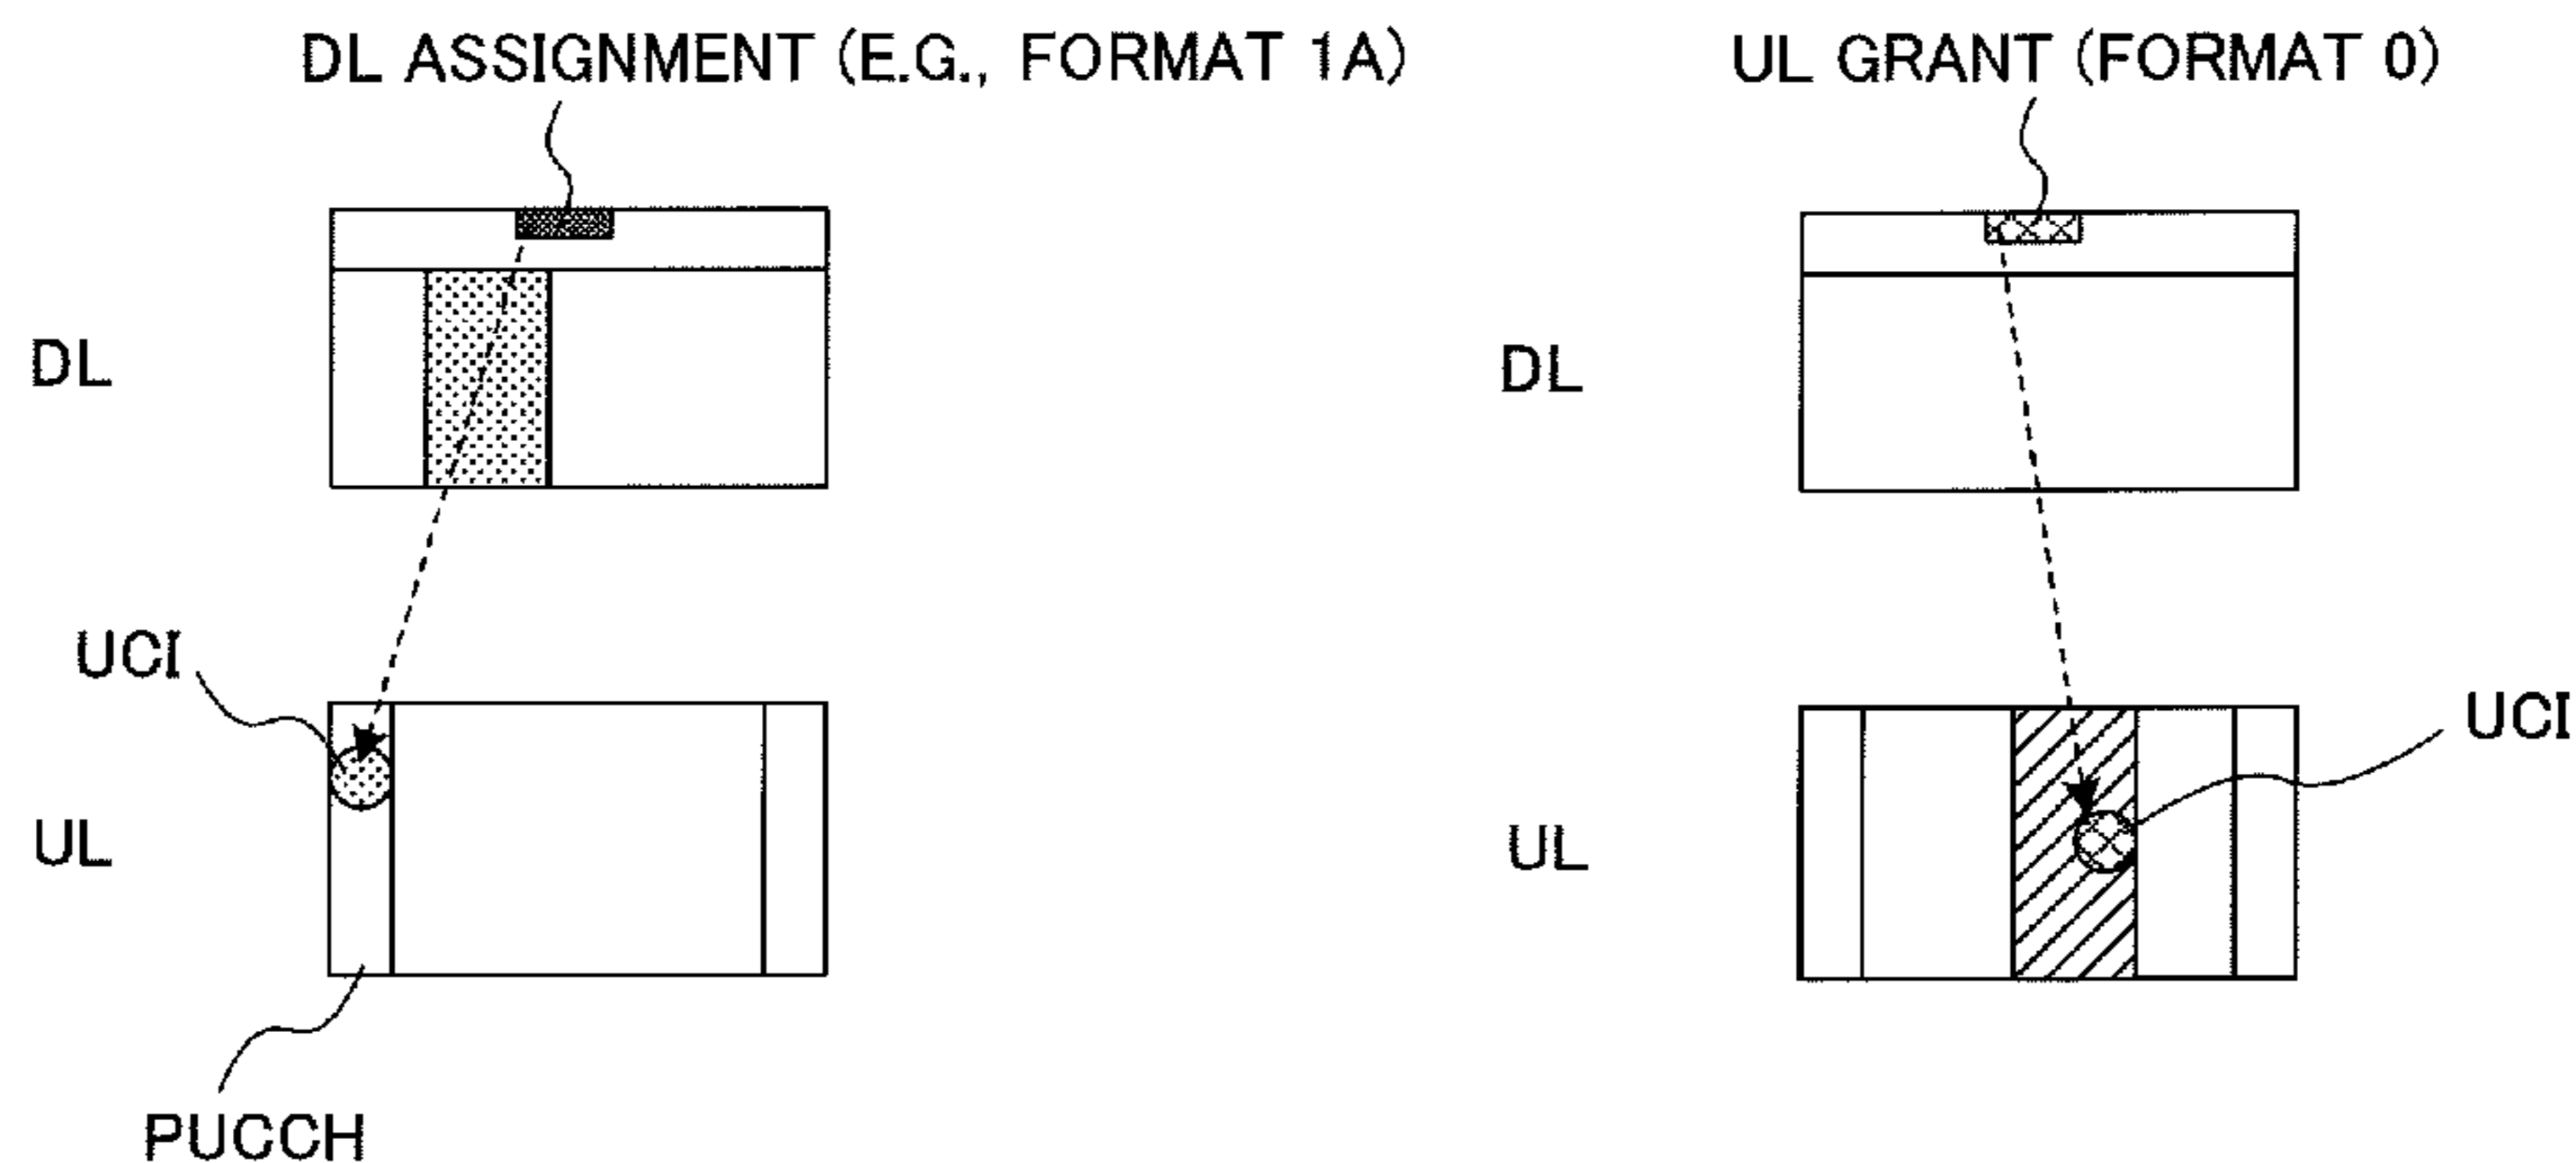 DL ASSIGNMENT (E.G., FORMAT 1A)
DL
UCI
UL
PUCCH
UL GRANT (FORMAT 0)
DL
UCI
UL